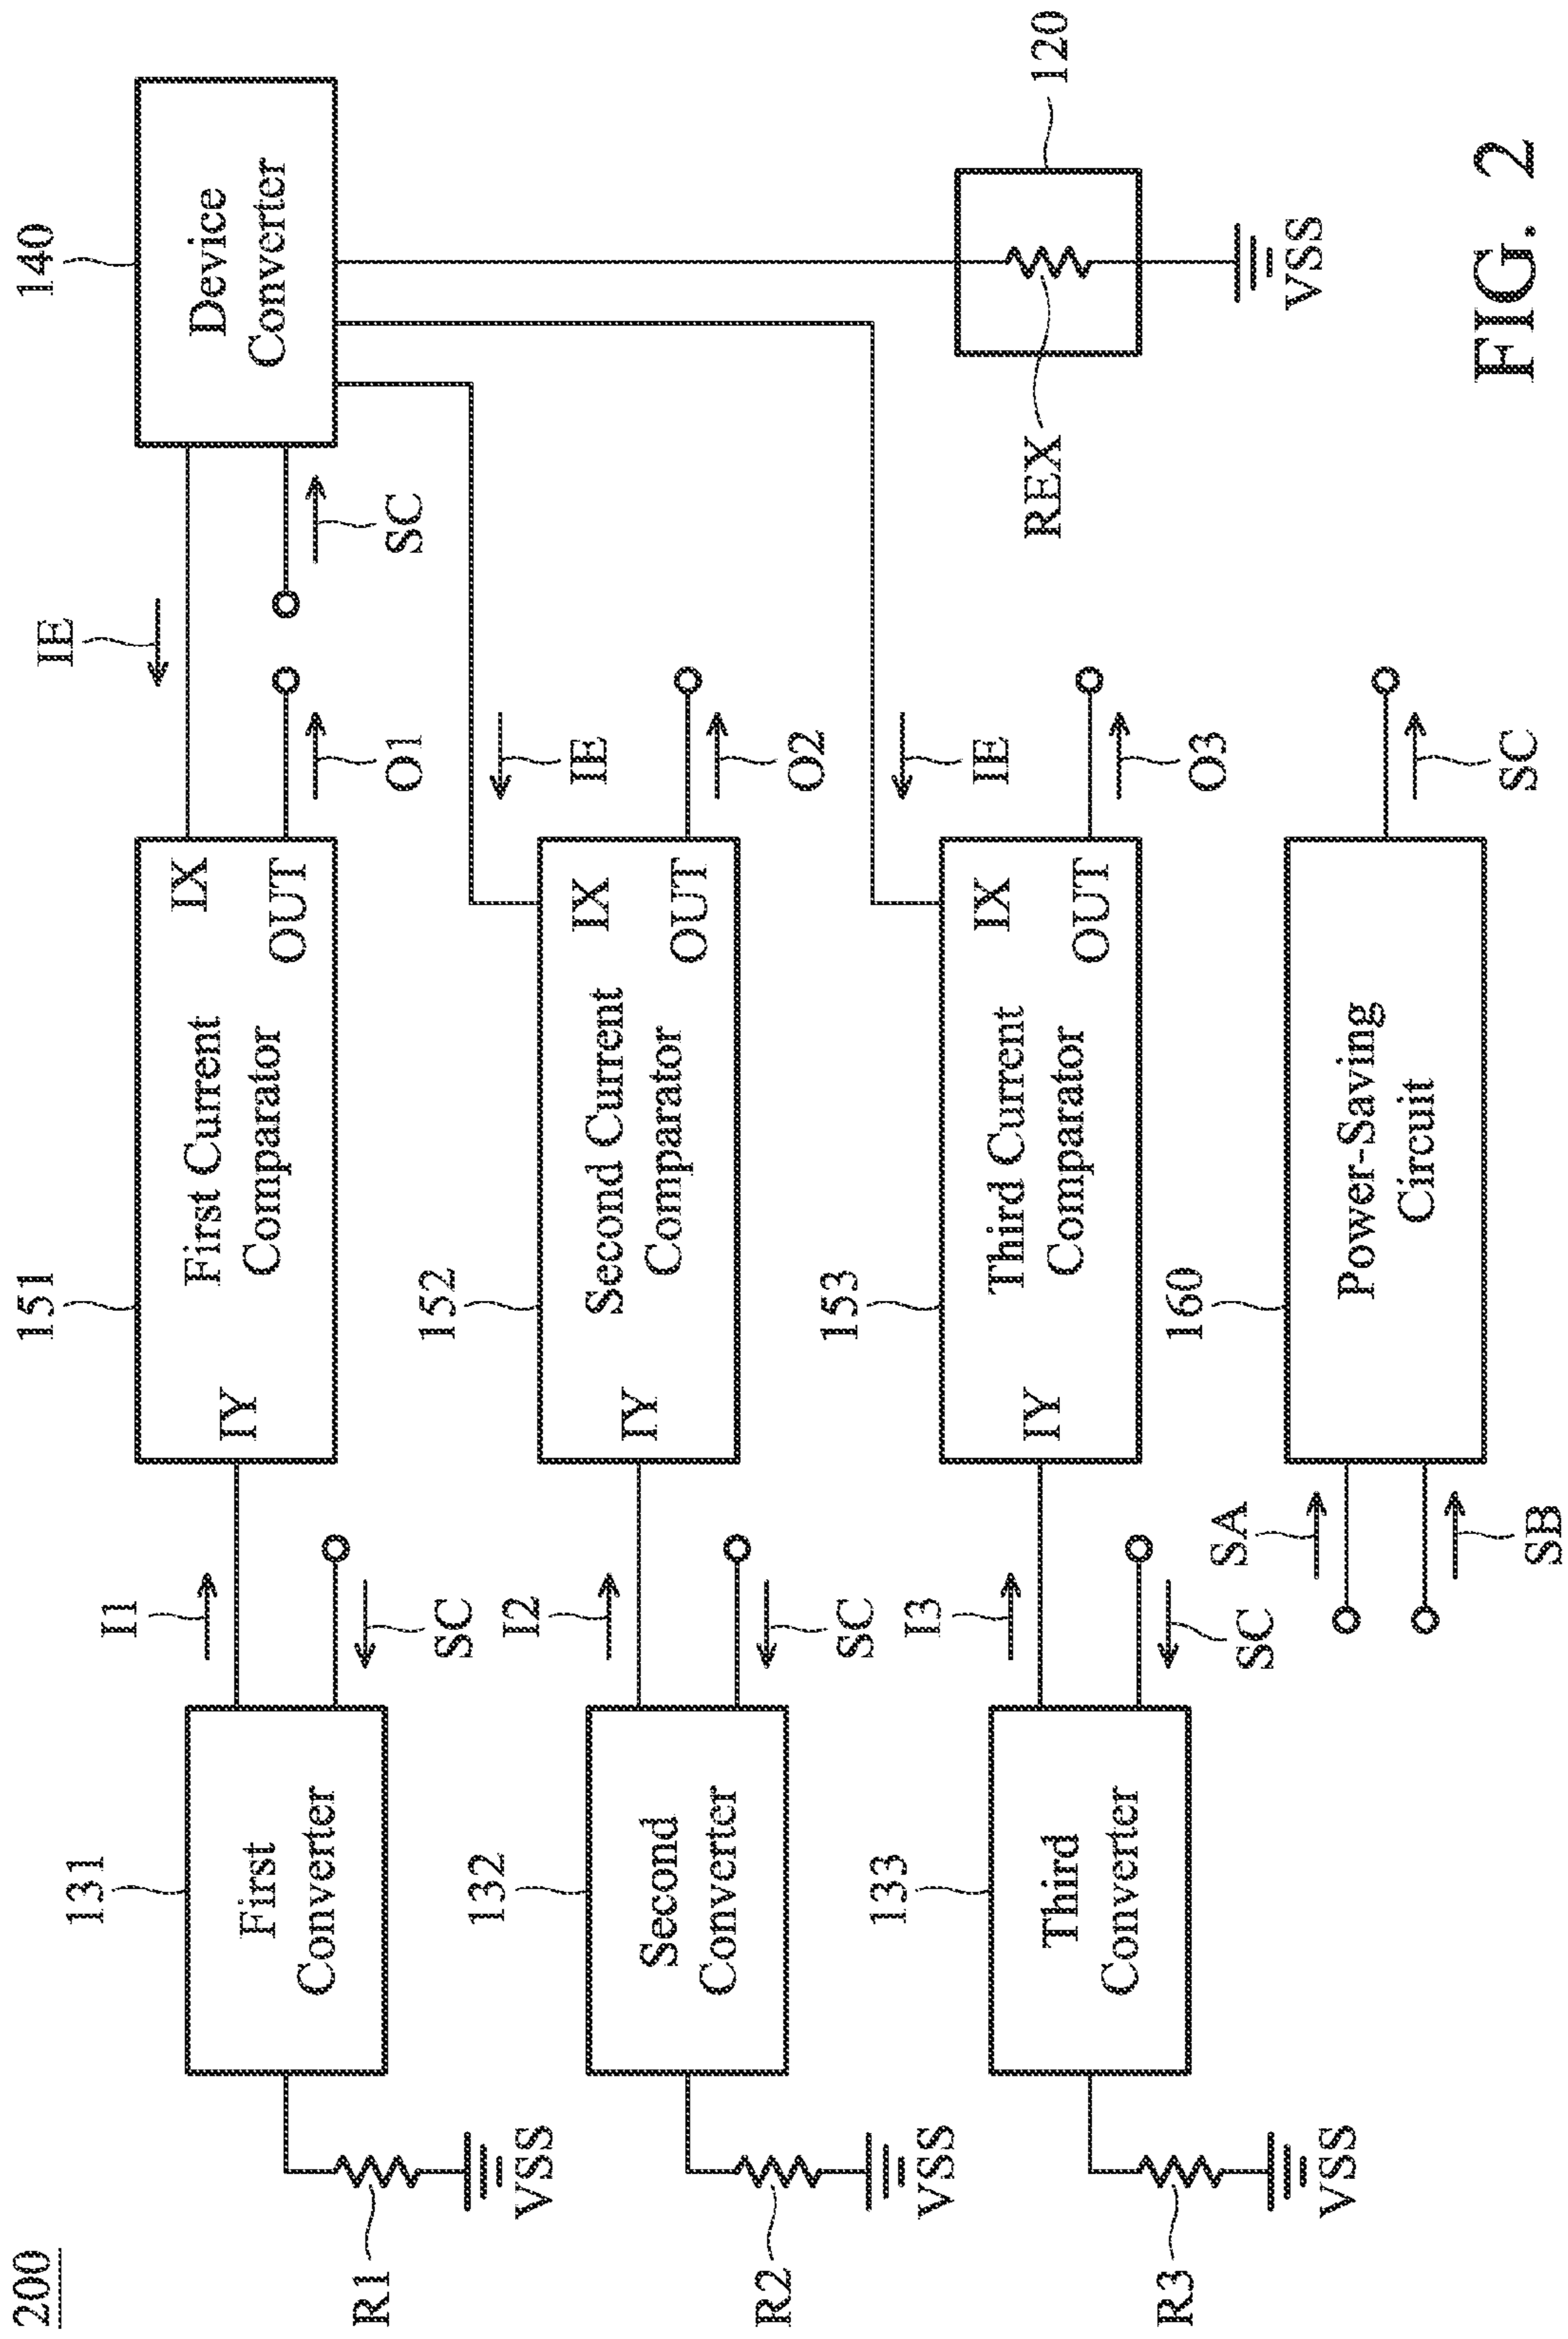 200
131
First
Converter
R1
VSS
I1
SC
151
IY
First Current
Comparator
IX
OUT
IE
O1
SC
140
Device
Converter
132
Second
Converter
R2
VSS
I2
SC
152
IY
Second Current
Comparator
IX
OUT
IE
O2
133
Third
Converter
R3
VSS
I3
SC
153
IY
Third Current
Comparator
IX
OUT
IE
O3
REX
120
VSS
SA
SB
160
Power-Saving
Circuit
SC
FIG. 2